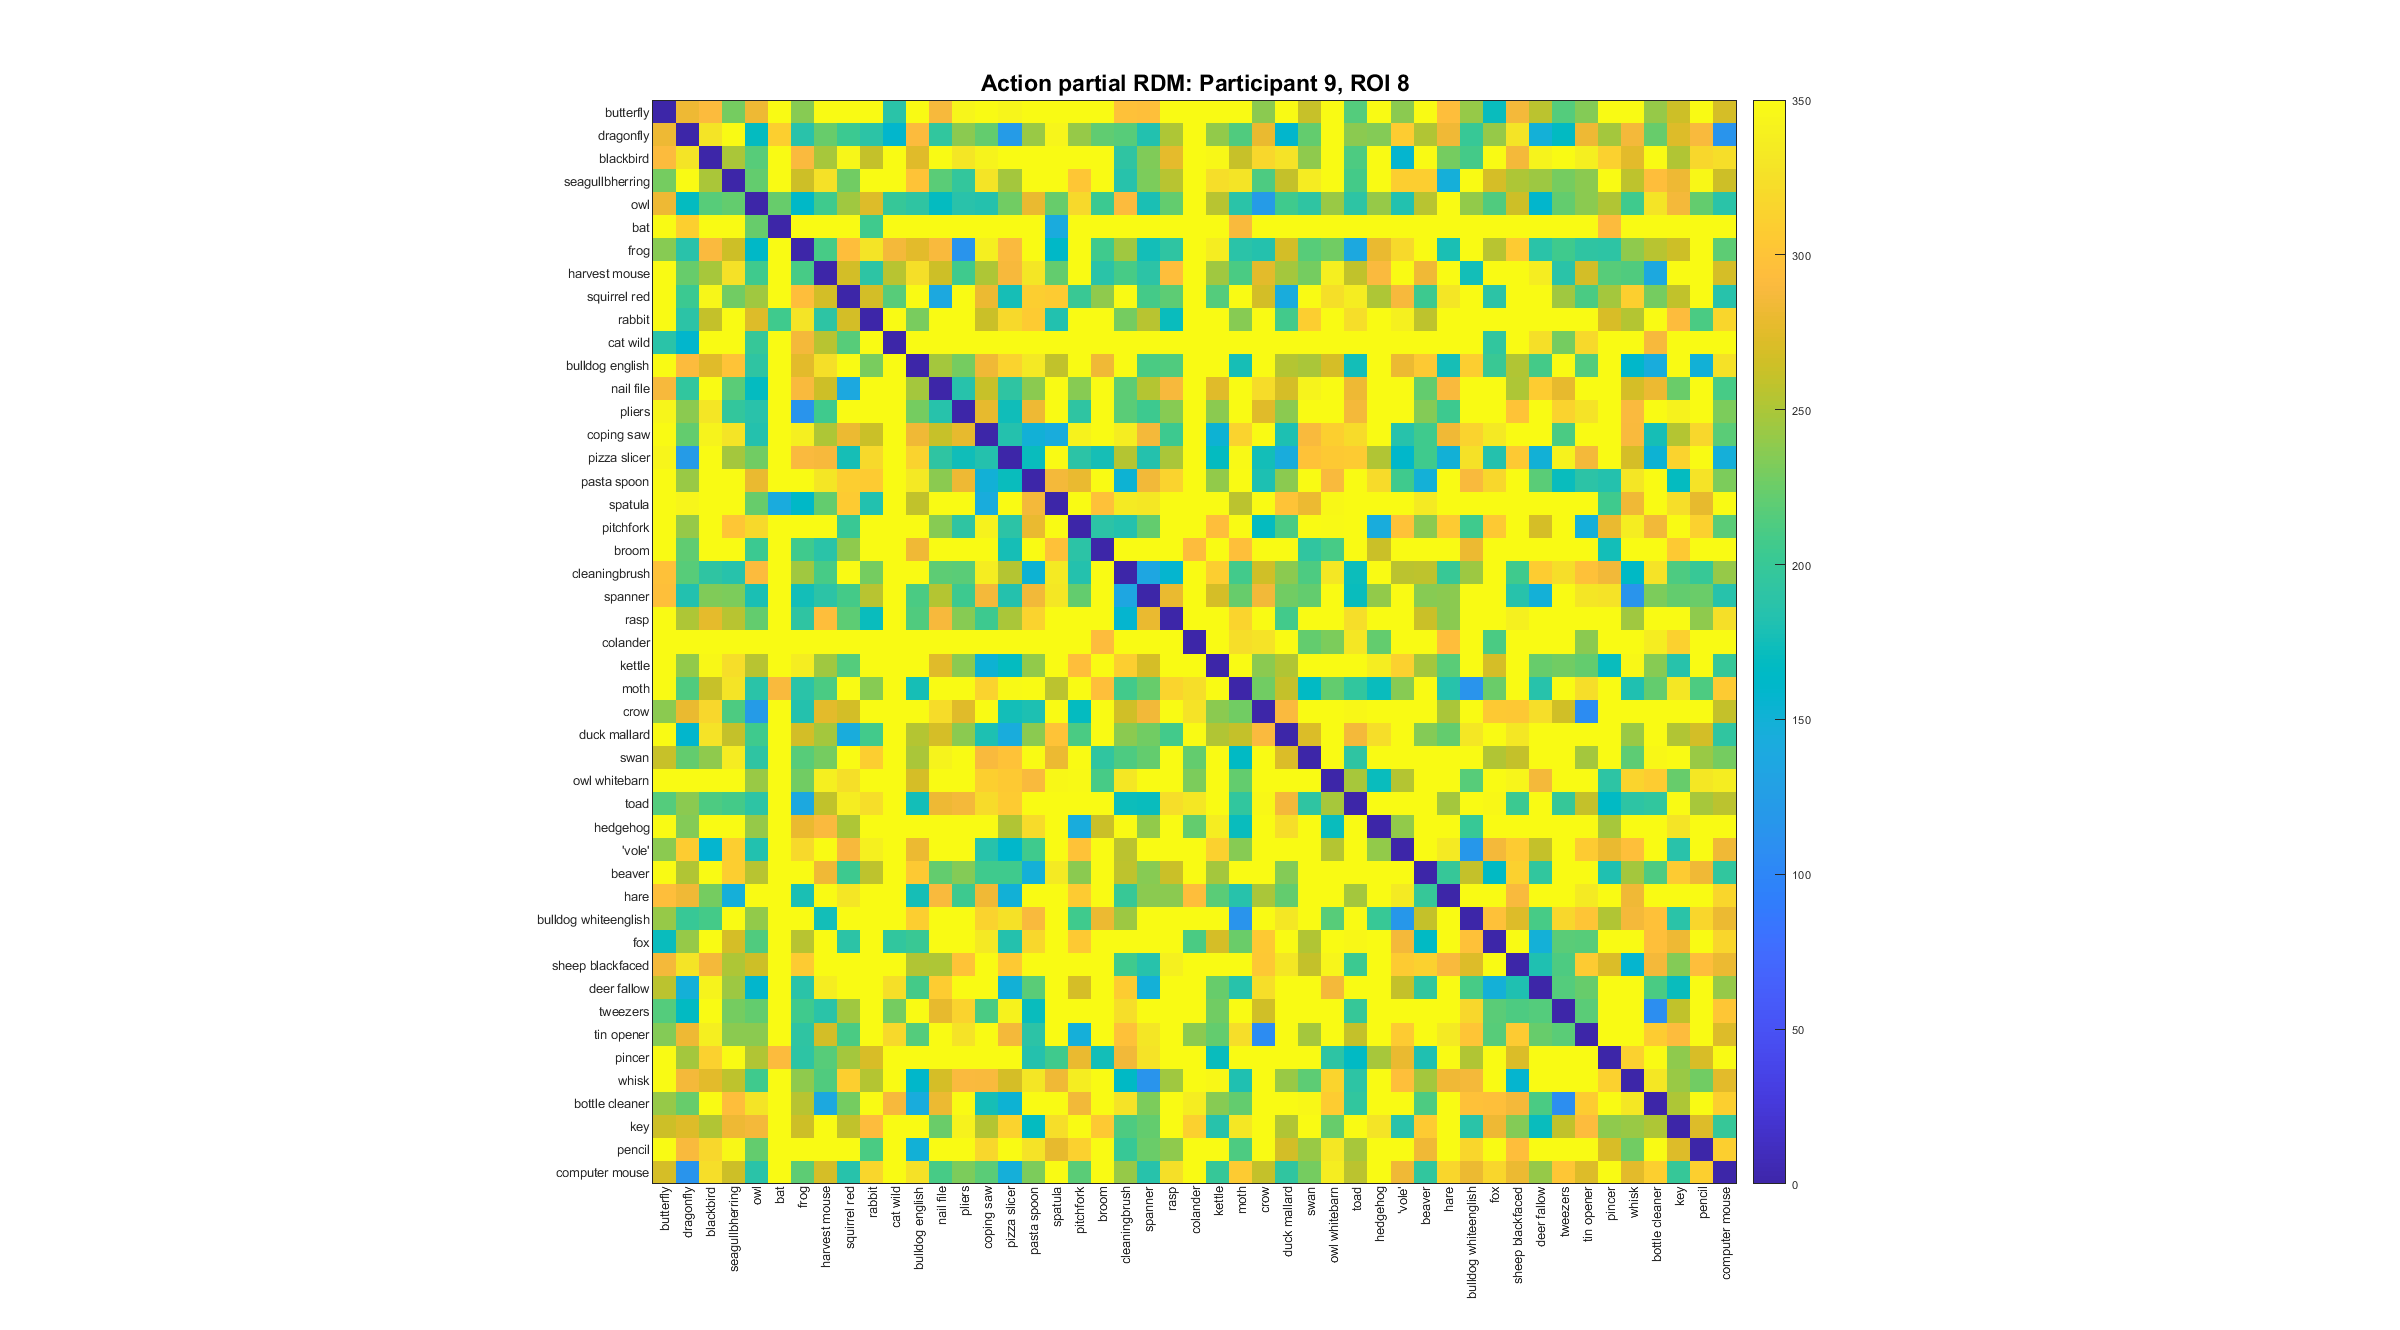 Action partial RDM: Participant 9, ROI 8
butterfly
dragonfly
blackbird
seagullbherring
owl
bat
frog
harvest mouse
squirrel red
rabbit
cat wild
bulldog english
nail file
pliers
coping saw
pizza slicer
pasta spoon
spatula
pitchfork
broom
cleaningbrush
spanner
rasp
colander
kettle
moth
crow
duck mallard
swan
owl whitebarn
toad
hedgehog
'vole'
beaver
hare
bulldog whiteenglish
fox
sheep blackfaced
deer fallow
tweezers
tin opener
pincer
whisk
bottle cleaner
key
pencil
computer mouse
butterfly
dragonfly
blackbird
seagullbherring
owl
bat
frog
harvest mouse
squirrel red
rabbit
cat wild
bulldog english
nail file
pliers
coping saw
pizza slicer
pasta spoon
spatula
pitchfork
broom
cleaningbrush
spanner
rasp
colander
kettle
moth
crow
duck mallard
swan
owl whitebarn
toad
hedgehog
'vole'
beaver
hare
bulldog whiteenglish
fox
sheep blackfaced
deer fallow
tweezers
tin opener
pincer
whisk
bottle cleaner
key
pencil
computer mouse
350
300
250
200
150
100
50
0